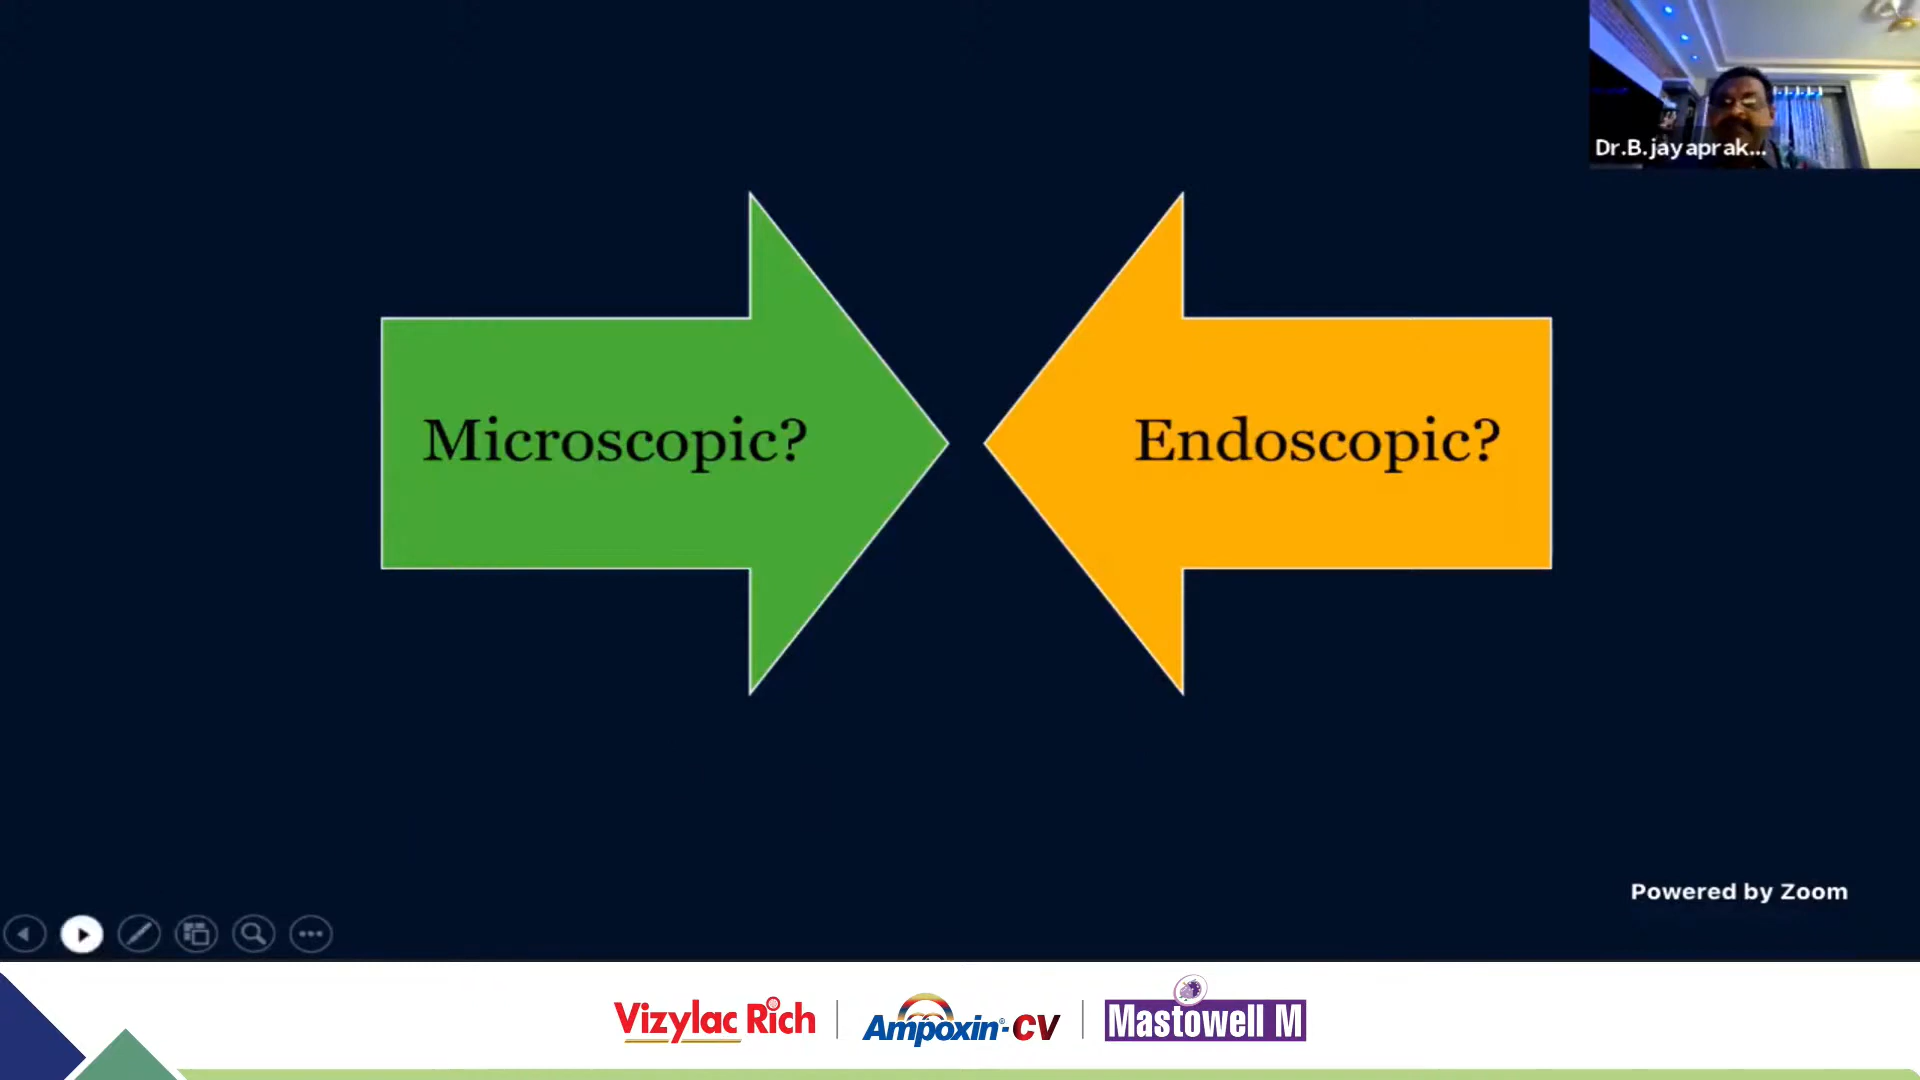 Dr.B.jayaprak...
Microscopic?
Endoscopic?
Powered by Zoom
Vizylac Rich
Ampoxin®-CV
Mastowell M